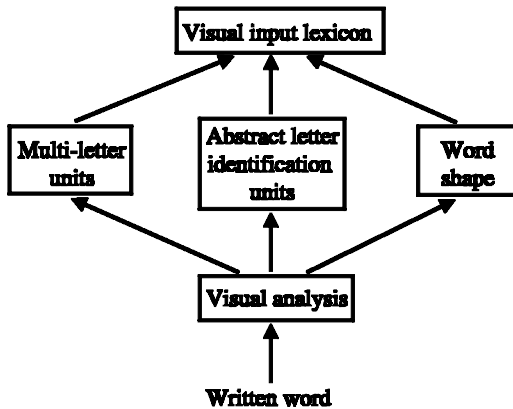 Visual input lexicon
Multi-letter
units
Abstract letter
identification
units
Word
shape
Visual analysis
Written word